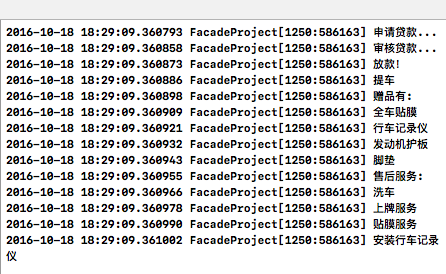 2016-10-18 18:29:09.360793 FacadeProject[1250:586163] 申请贷款...
2016-10-18 18:29:09.360858 FacadeProject[1250:586163] 审核贷款...
2016-10-18 18:29:09.360873 FacadeProject[1250:586163] 放款!
2016-10-18 18:29:09.360886 FacadeProject[1250:586163] 提车
2016-10-18 18:29:09.360898 FacadeProject[1250:586163] 赠品有:
2016-10-18 18:29:09.360909 FacadeProject[1250:586163] 全车贴膜
2016-10-18 18:29:09.360921 FacadeProject[1250:586163] 行车记录仪
2016-10-18 18:29:09.360932 FacadeProject[1250:586163] 发动机护板
2016-10-18 18:29:09.360943 FacadeProject[1250:586163] 脚垫
2016-10-18 18:29:09.360955 FacadeProject[1250:586163] 售后服务:
2016-10-18 18:29:09.360966 FacadeProject[1250:586163] 洗车
2016-10-18 18:29:09.360978 FacadeProject[1250:586163] 上牌服务
2016-10-18 18:29:09.360990 FacadeProject[1250:586163] 贴膜服务
2016-10-18 18:29:09.361002 FacadeProject[1250:586163] 安装行车记录
仪